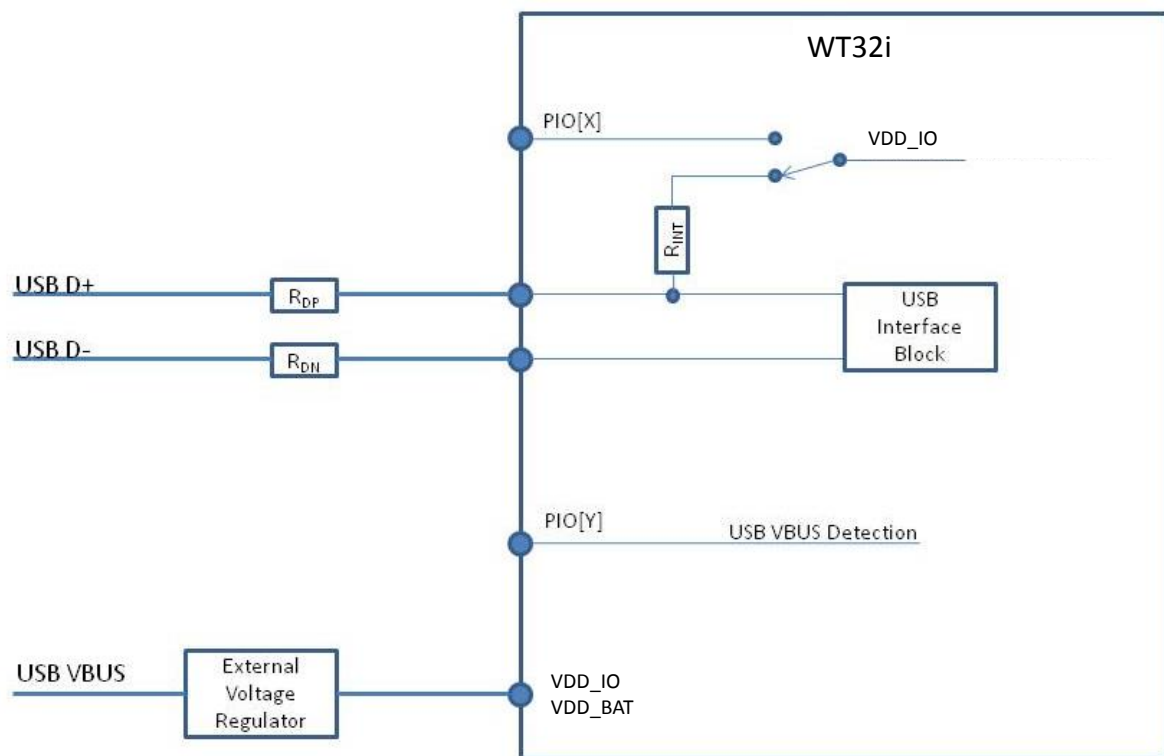 WT32i
PIO[X]
VDD_IO
RINT
USB D+
RDP
USB D-
RDN
USB
Interface
Block
PIO[Y]
USB VBUS Detection
USB VBUS
External
Voltage
Regulator
VDD_IO
VDD_BAT